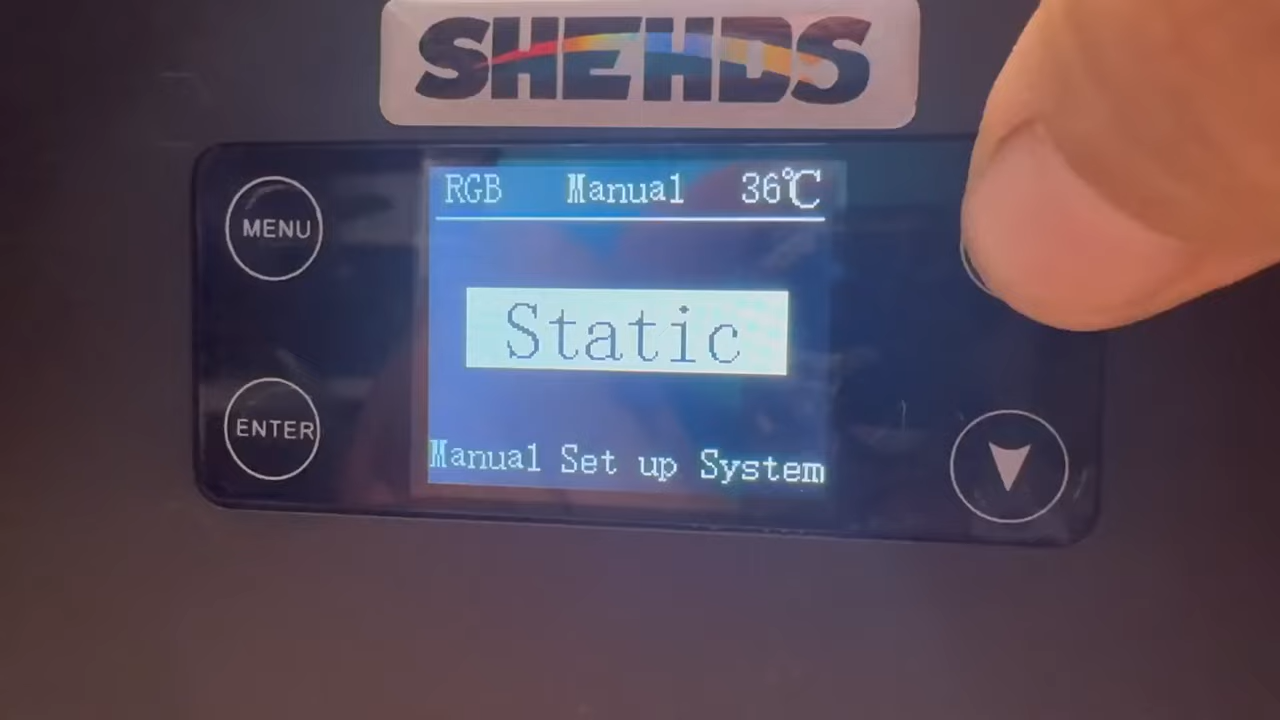 SHEHDS
MENU
RGB Manual 36℃
Static
ENTER
Manual Set up System